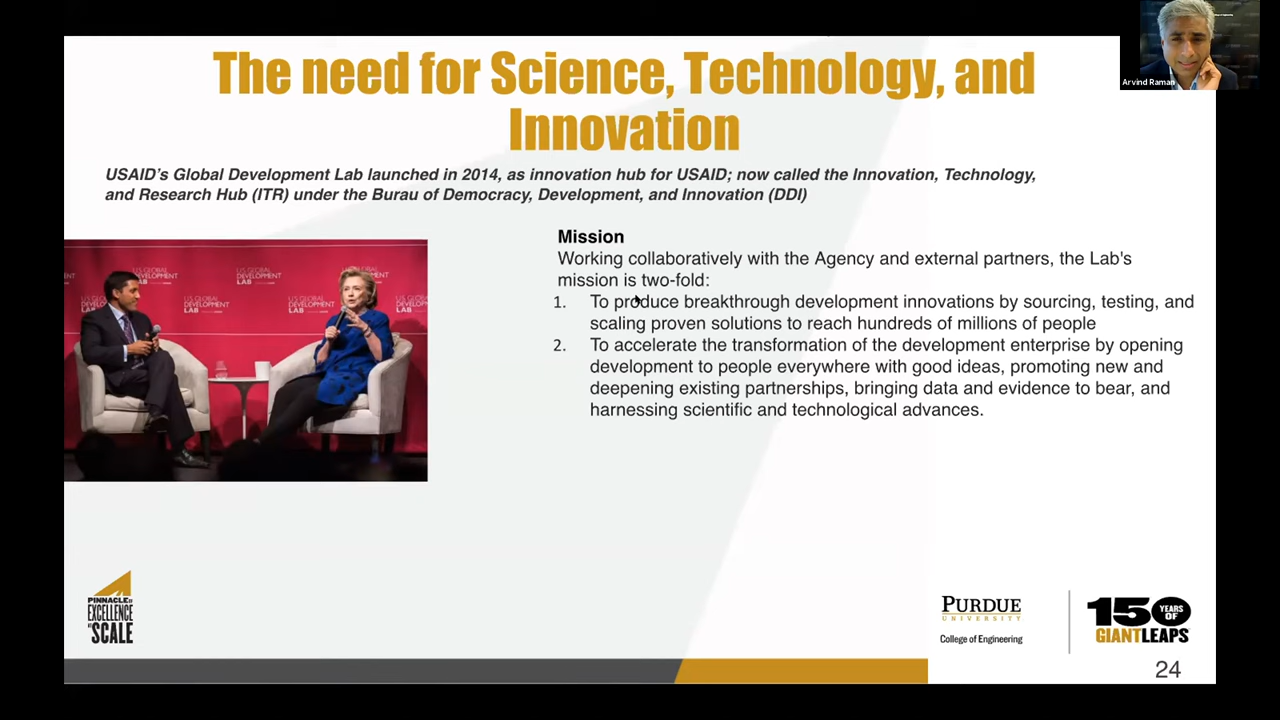 The need for Science, Technology, and
Innovation
Arvind Raman
USAID's Global Development Lab launched in 2014, as innovation hub for USAID; now called the Innovation, Technology,
and Research Hub (ITR) under the Burau of Democracy, Development, and Innovation (DDI)
Mission
Working collaboratively with the Agency and external partners, the Lab's
mission is two-fold:
1. To produce breakthrough development innovations by sourcing, testing, and
scaling proven solutions to reach hundreds of millions of people
2. To accelerate the transformation of the development enterprise by opening
development to people everywhere with good ideas, promoting new and
deepening existing partnerships, bringing data and evidence to bear, and
harnessing scientific and technological advances.
U.S. GLOBAL
DEVELOPMENT
LAB
U.S. GLOBAL
DEVELOPMENT
LAB
PINNACLE OF
EXCELLENCE
AT SCALE
PURDUE
UNIVERSITY
College of Engineering
150 YEARS OF
GIANT LEAPS
24